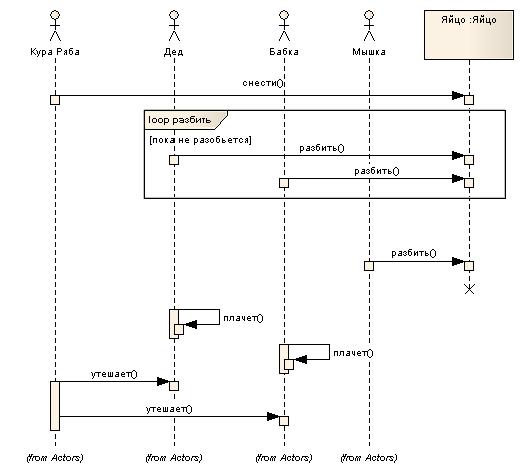 Яйцо :Яйцо
Кура Ряба
Дед
Бабка
Мышка
снести()
loop разбить
[пока не разобьется]
разбить()
разбить()
разбить()
плачет()
плачет()
утешает()
утешает()
(from Actors)
(from Actors)
(from Actors)
(from Actors)